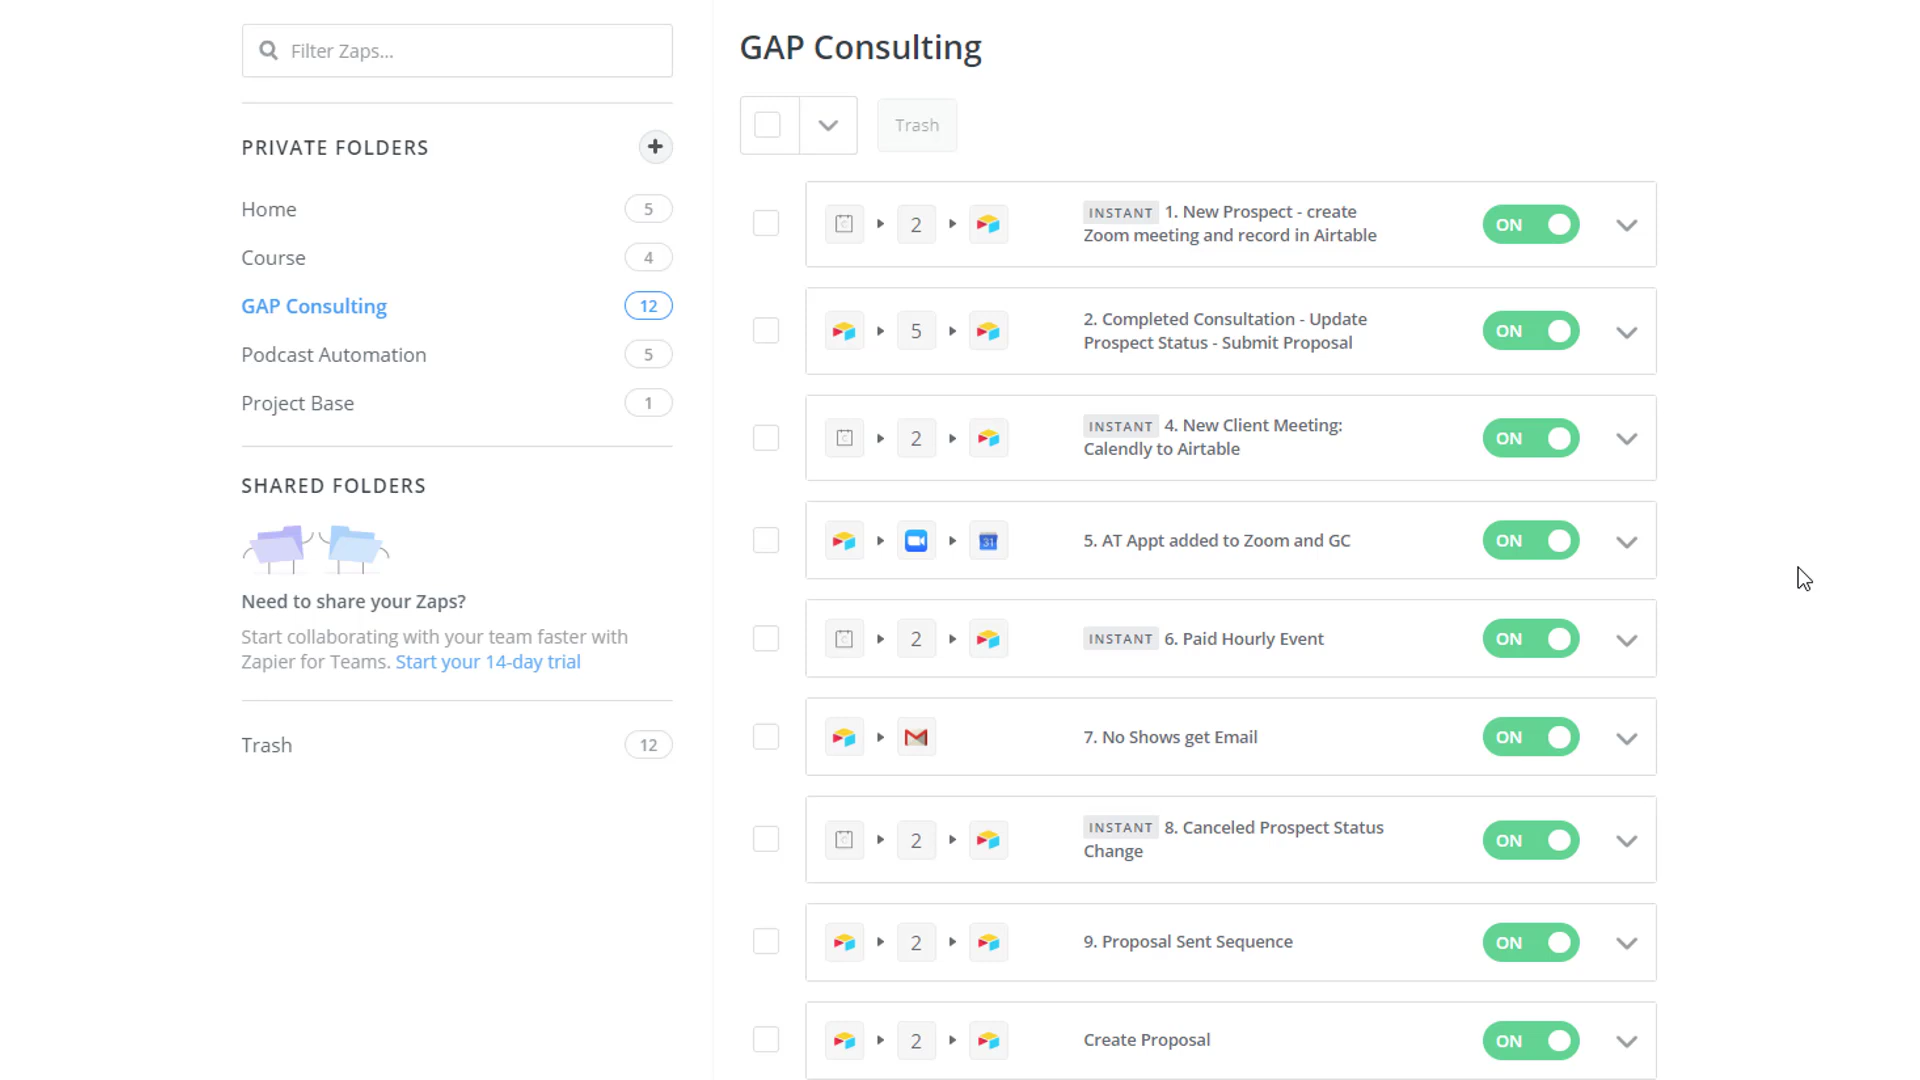 Filter Zaps...
PRIVATE FOLDERS
Home 5
Course 4
GAP Consulting 12
Podcast Automation 5
Project Base 1
SHARED FOLDERS
Need to share your Zaps?
Start collaborating with your team faster with
Zapier for Teams. Start your 14-day trial
Trash 12
GAP Consulting
Trash
2 INSTANT 1. New Prospect - create
Zoom meeting and record in Airtable
ON
5 2. Completed Consultation - Update
Prospect Status - Submit Proposal
ON
2 INSTANT 4. New Client Meeting:
Calendly to Airtable
ON
31 5. AT Appt added to Zoom and GC ON
2 INSTANT 6. Paid Hourly Event ON
7. No Shows get Email ON
2 INSTANT 8. Canceled Prospect Status
Change
ON
2 9. Proposal Sent Sequence ON
2 Create Proposal ON